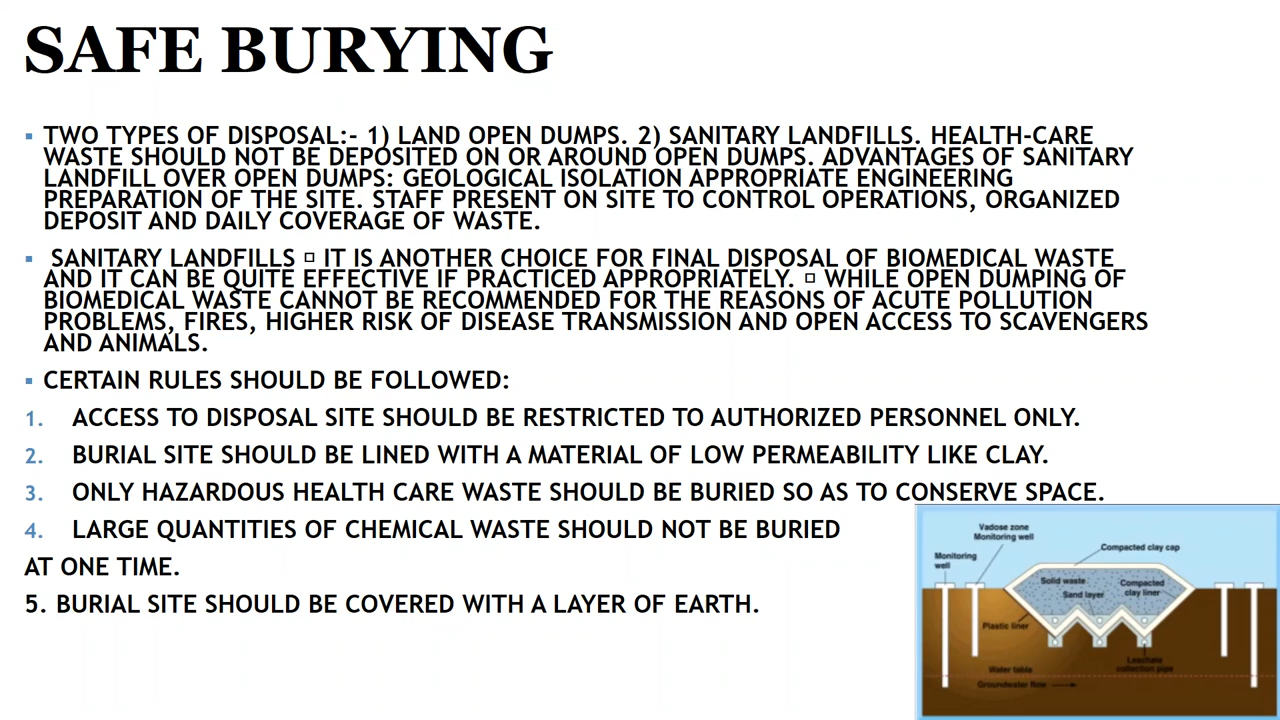 SAFE BURYING
▪ TWO TYPES OF DISPOSAL:- 1) LAND OPEN DUMPS. 2) SANITARY LANDFILLS. HEALTH-CARE
WASTE SHOULD NOT BE DEPOSITED ON OR AROUND OPEN DUMPS. ADVANTAGES OF SANITARY
LANDFILL OVER OPEN DUMPS: GEOLOGICAL ISOLATION APPROPRIATE ENGINEERING
PREPARATION OF THE SITE. STAFF PRESENT ON SITE TO CONTROL OPERATIONS, ORGANIZED
DEPOSIT AND DAILY COVERAGE OF WASTE.
▪ SANITARY LANDFILLS □ IT IS ANOTHER CHOICE FOR FINAL DISPOSAL OF BIOMEDICAL WASTE
AND IT CAN BE QUITE EFFECTIVE IF PRACTICED APPROPRIATELY. □ WHILE OPEN DUMPING OF
BIOMEDICAL WASTE CANNOT BE RECOMMENDED FOR THE REASONS OF ACUTE POLLUTION
PROBLEMS, FIRES, HIGHER RISK OF DISEASE TRANSMISSION AND OPEN ACCESS TO SCAVENGERS
AND ANIMALS.
▪ CERTAIN RULES SHOULD BE FOLLOWED:
1. ACCESS TO DISPOSAL SITE SHOULD BE RESTRICTED TO AUTHORIZED PERSONNEL ONLY.
2. BURIAL SITE SHOULD BE LINED WITH A MATERIAL OF LOW PERMEABILITY LIKE CLAY.
3. ONLY HAZARDOUS HEALTH CARE WASTE SHOULD BE BURIED SO AS TO CONSERVE SPACE.
4. LARGE QUANTITIES OF CHEMICAL WASTE SHOULD NOT BE BURIED
AT ONE TIME.
5. BURIAL SITE SHOULD BE COVERED WITH A LAYER OF EARTH.
Vadose zone
Monitoring well
Monitoring
well
Compacted clay cap
Solid waste
Compacted
clay liner
Sand layer
Plastic liner
Leachate
collection pipe
Water table
Groundwater flow